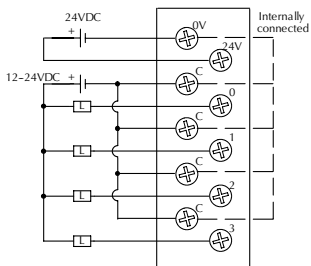 24VDC
Internally
connected
0V
24V
12-24VDC
+
+
C
L
0
C
L
1
C
L
2
C
L
3